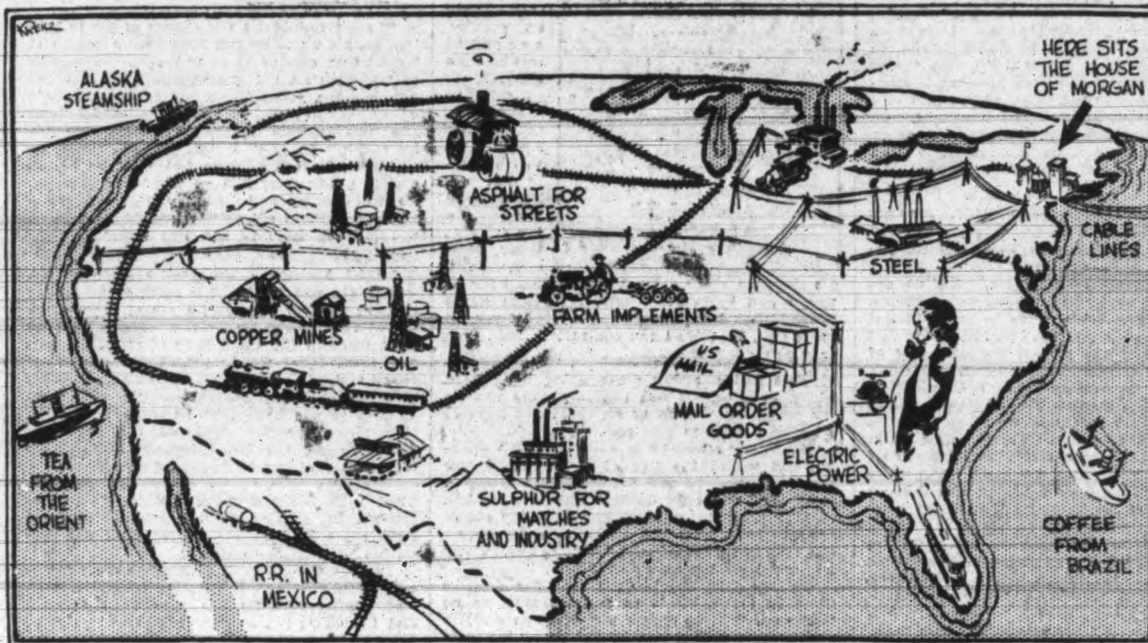 KRENZ
ALASKA
STEAMSHIP
HERE SITS
THE HOUSE
OF MORGAN
ASPHALT FOR
STREETS
CABLE
LINES
STEEL
COPPER MINES
OIL
FARM IMPLEMENTS
US
MAIL
MAIL ORDER
GOODS
ELECTRIC
POWER
TEA
FROM
THE
ORIENT
SULPHUR FOR
MATCHES
AND INDUSTRY
R.R. IN
MEXICO
COFFEE
FROM
BRAZIL